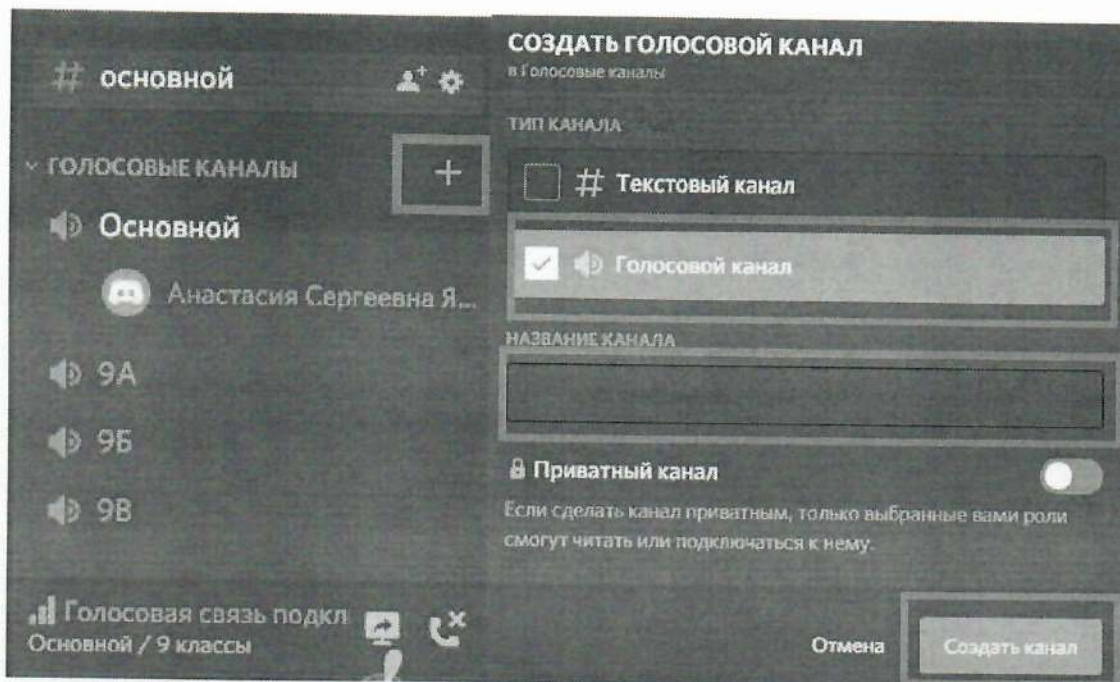 основной
ГОЛОСОВЫЕ КАНАЛЫ
Основной
Анастасия Сергеевна Я...
9А
9Б
9В
Голосовая связь подкл
Основной / 9 классы
СОЗДАТЬ ГОЛОСОВОЙ КАНАЛ
в Голосовые каналы
ТИП КАНАЛА
# Текстовый канал
Голосовой канал
НАЗВАНИЕ КАНАЛА
Приватный канал
Если сделать канал приватным, только выбранные вами роли
смогут читать или подключаться к нему.
Отмена
Создать канал